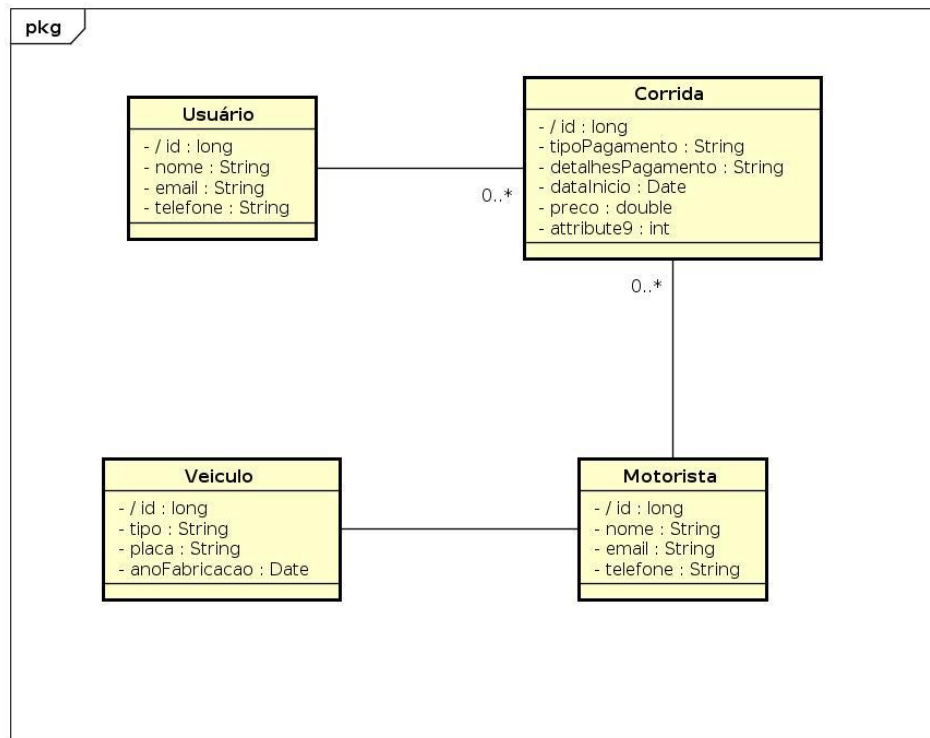 pkg
Usuário
- / id : long
- nome : String
- email : String
- telefone : String
Corrida
- / id : long
- tipoPagamento : String
- detalhesPagamento : String
- dataInicio : Date
- preco : double
- attribute9 : int
0..*
0..*
Veiculo
- / id : long
- tipo : String
- placa : String
- anoFabricacao : Date
Motorista
- / id : long
- nome : String
- email : String
- telefone : String